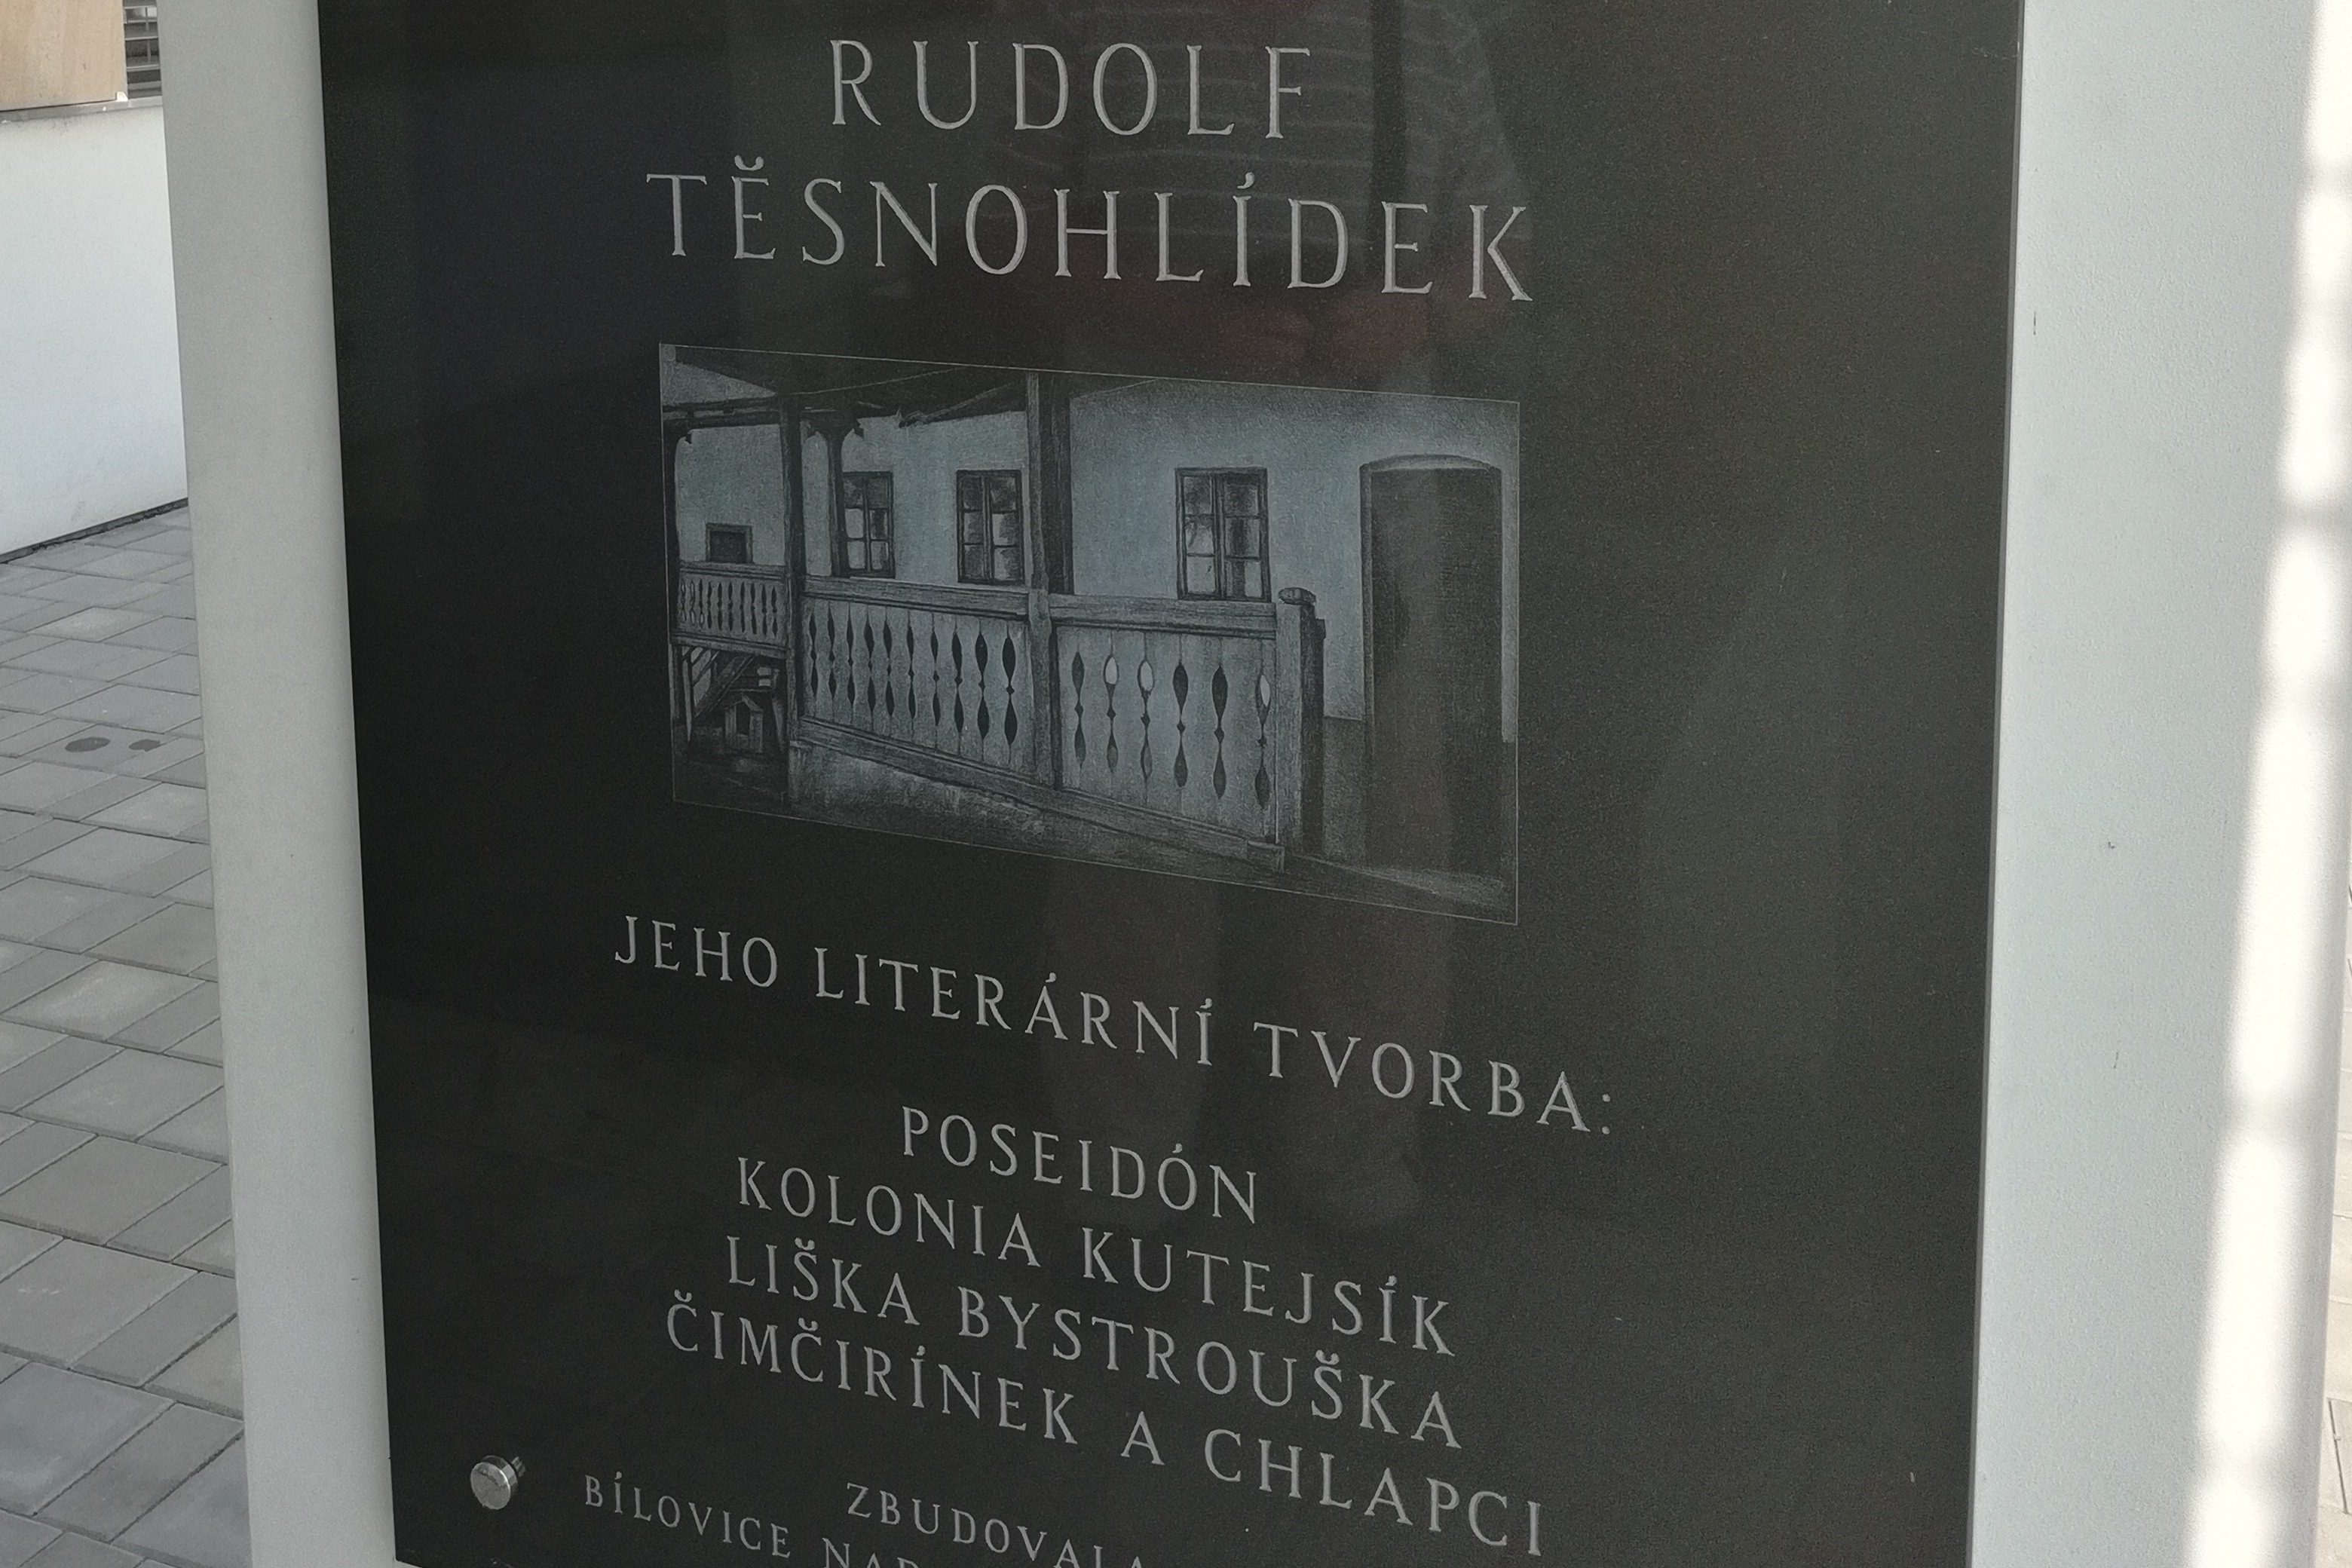 RUDOLF
TĚSNOHLÍDEK
JEHO LITERÁRNÍ TVORBA:
POSEIDÓN
KOLONIA KUTEJSÍK
LIŠKA BYSTROUŠKA
ČIMČIRÍNEK A CHLAPCI
ZBUDOVALA
BÍLOVICE